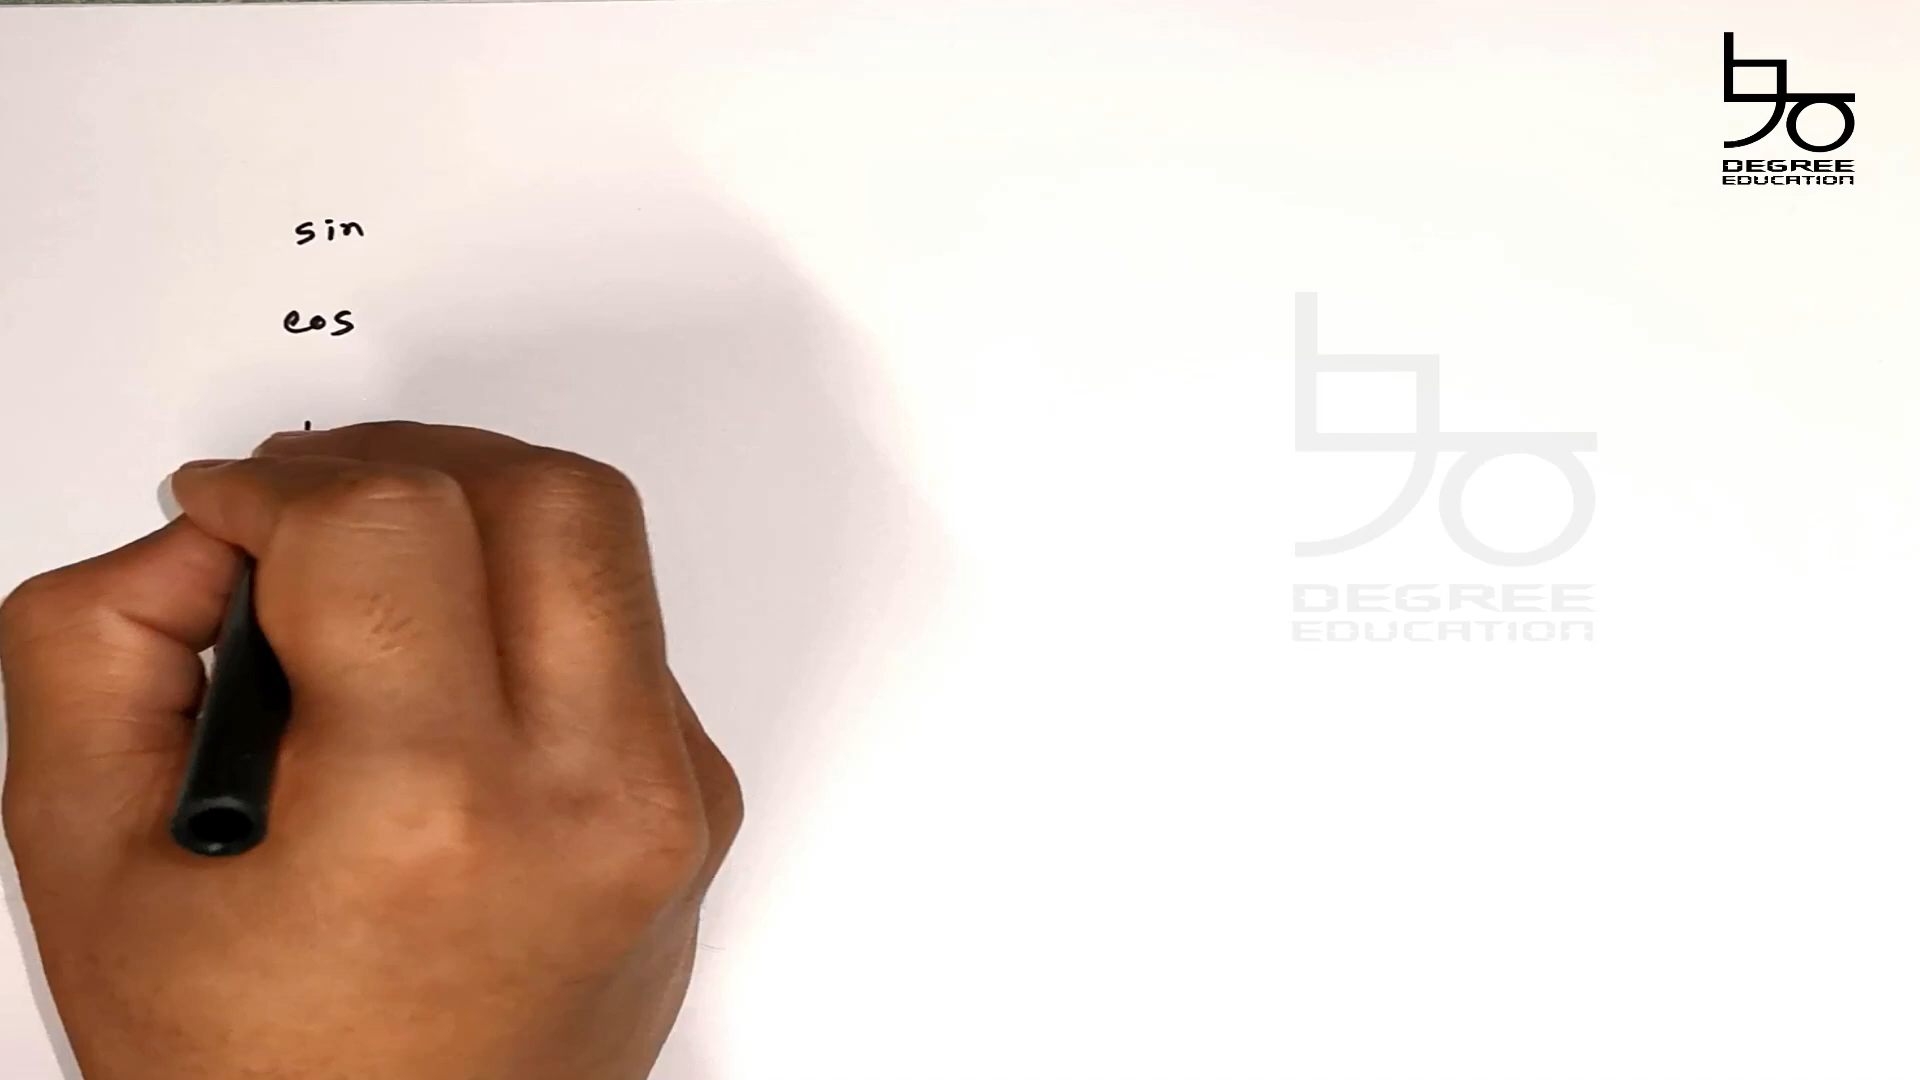 DEGREE
EDUCATION
sin
cos
DEGREE
EDUCATION